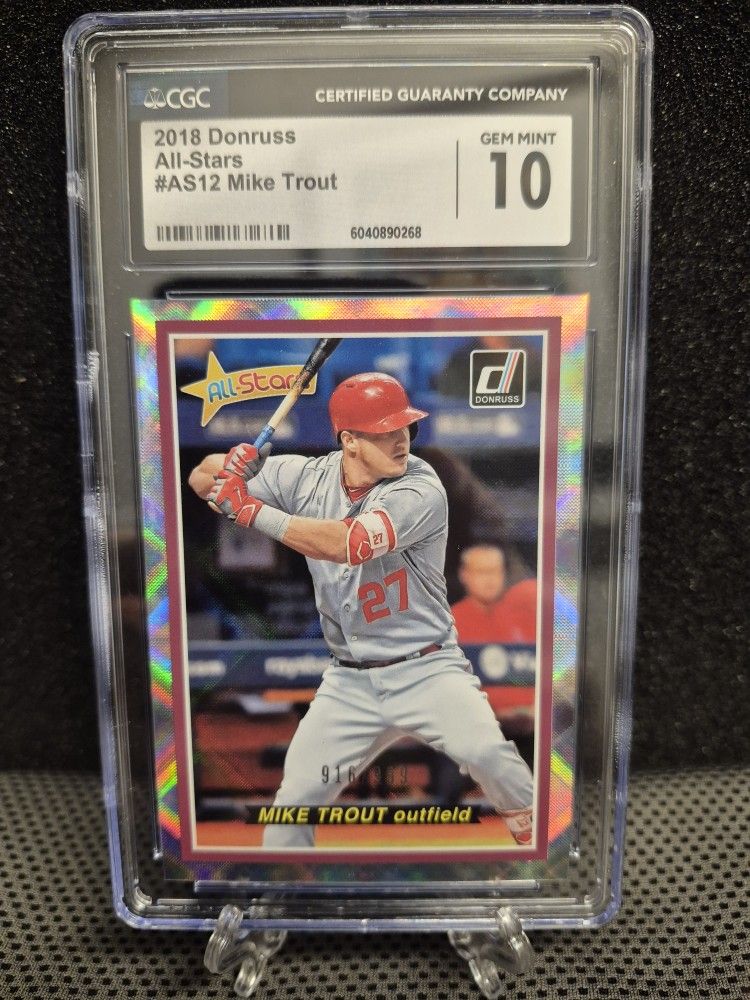 CGC
CERTIFIED GUARANTY COMPANY
2018 Donruss
All-Stars
#AS12 Mike Trout
GEM MINT
10
6040890268
All-Stars
DONRUSS
27
27
MIKE TROUT outfield